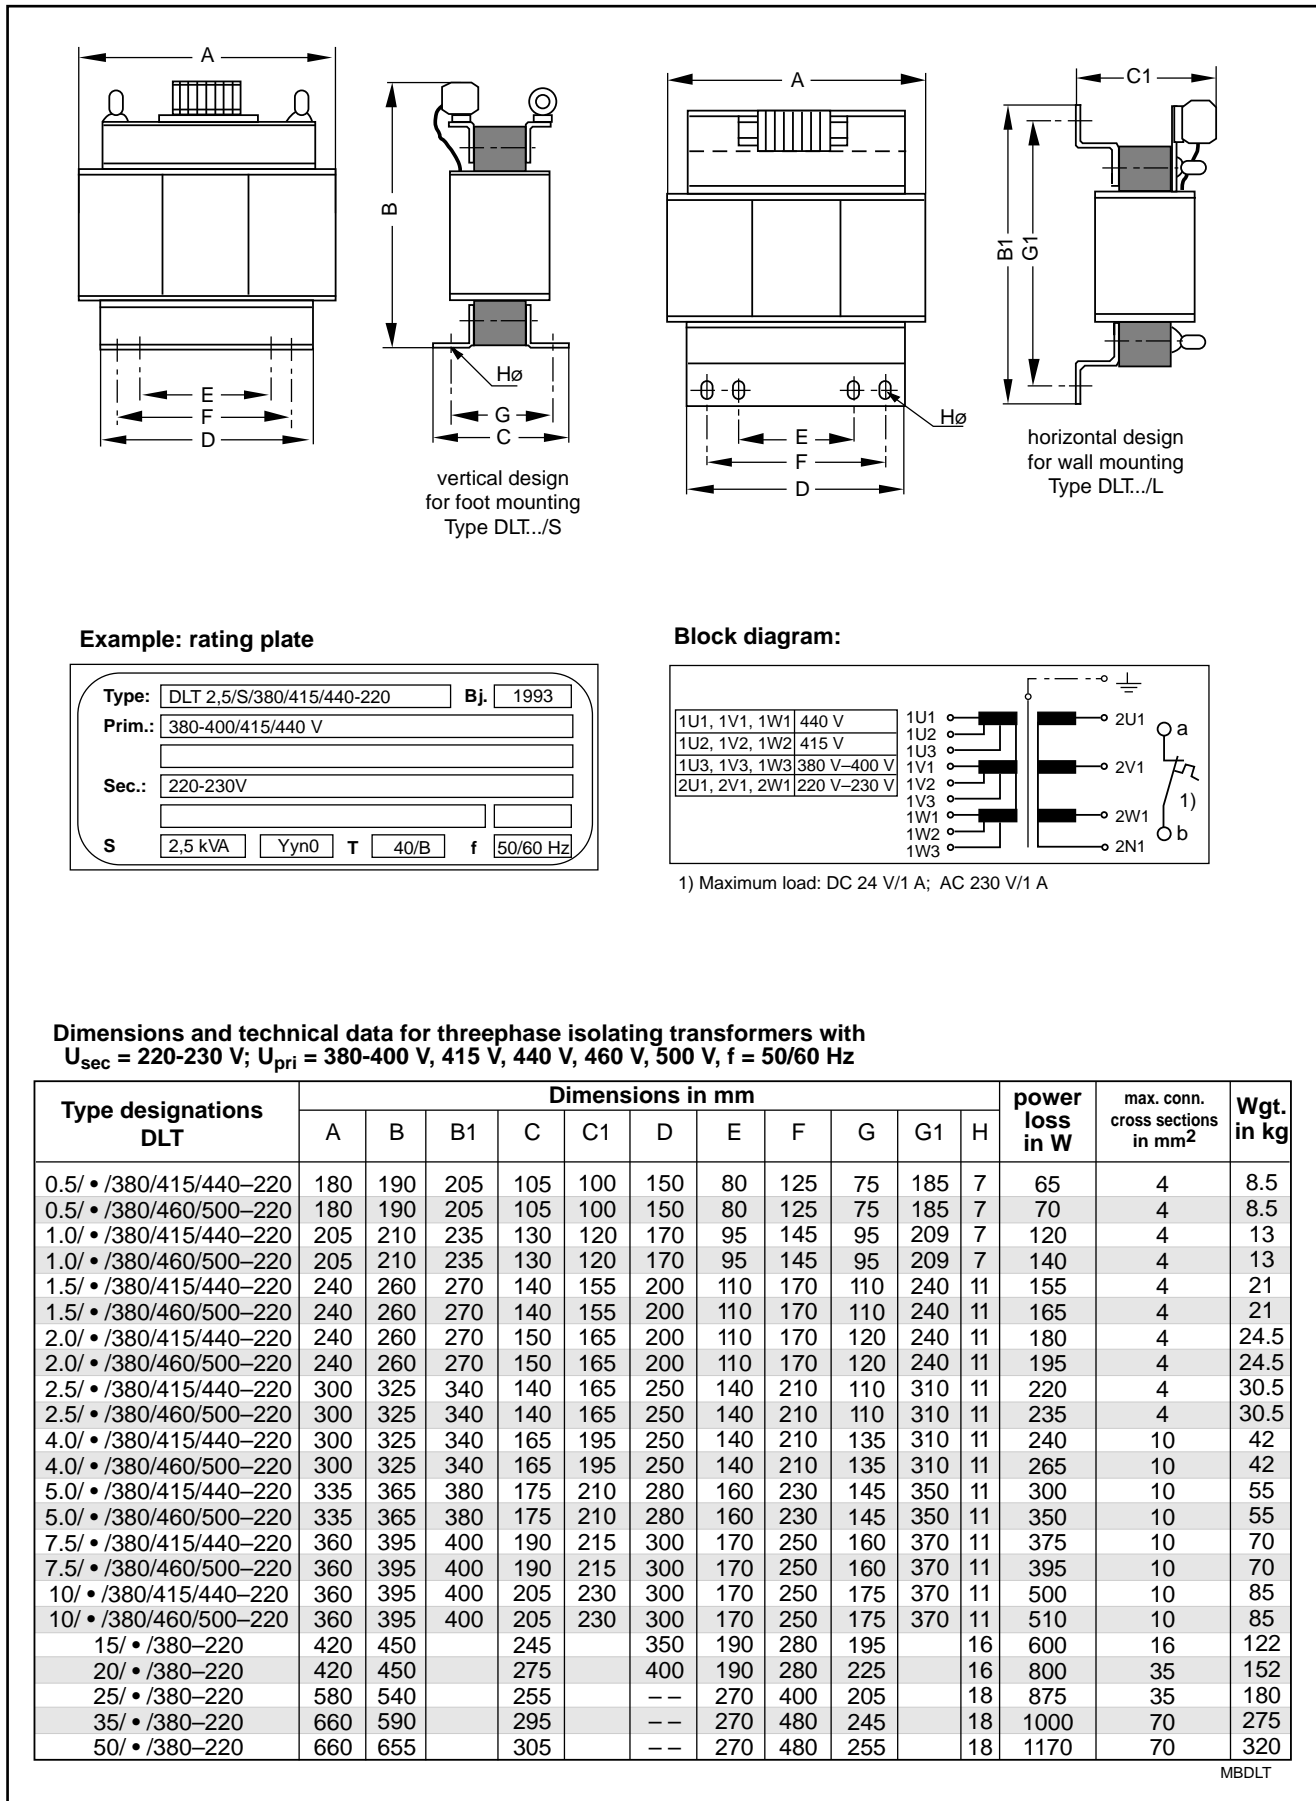 A
B
Hø
E
F
D
G
C
vertical design
for foot mounting
Type DLT.../S
A
C1
B1
G1
Hø
E
F
D
horizontal design
for wall mounting
Type DLT.../L
Example: rating plate
Type: DLT 2,5/S/380/415/440-220 Bj. 1993
Prim.: 380-400/415/440 V
Sec.: 220-230V
S 2,5 kVA Yyn0 T 40/B f 50/60 Hz
Block diagram:
1U1, 1V1, 1W1 440 V
1U2, 1V2, 1W2 415 V
1U3, 1V3, 1W3 380 V–400 V
2U1, 2V1, 2W1 220 V–230 V
1U1
1U2
1U3
1V1
1V2
1V3
1W1
1W2
1W3
2U1
2V1
2W1
2N1
a
1)
b
1) Maximum load: DC 24 V/1 A; AC 230 V/1 A
Dimensions and technical data for threephase isolating transformers with
Usec = 220-230 V; Upri = 380-400 V, 415 V, 440 V, 460 V, 500 V, f = 50/60 Hz
Type designations DLT
Dimensions in mm
power loss in W
max. conn. cross sections in mm2
Wgt. in kg
A B B1 C C1 D E F G G1 H
0.5/ • /380/415/440–220 180 190 205 105 100 150 80 125 75 185 7 65 4 8.5
0.5/ • /380/460/500–220 180 190 205 105 100 150 80 125 75 185 7 70 4 8.5
1.0/ • /380/415/440–220 205 210 235 130 120 170 95 145 95 209 7 120 4 13
1.0/ • /380/460/500–220 205 210 235 130 120 170 95 145 95 209 7 140 4 13
1.5/ • /380/415/440–220 240 260 270 140 155 200 110 170 110 240 11 155 4 21
1.5/ • /380/460/500–220 240 260 270 140 155 200 110 170 110 240 11 165 4 21
2.0/ • /380/415/440–220 240 260 270 150 165 200 110 170 120 240 11 180 4 24.5
2.0/ • /380/460/500–220 240 260 270 150 165 200 110 170 120 240 11 195 4 24.5
2.5/ • /380/415/440–220 300 325 340 140 165 250 140 210 110 310 11 220 4 30.5
2.5/ • /380/460/500–220 300 325 340 140 165 250 140 210 110 310 11 235 4 30.5
4.0/ • /380/415/440–220 300 325 340 165 195 250 140 210 135 310 11 240 10 42
4.0/ • /380/460/500–220 300 325 340 165 195 250 140 210 135 310 11 265 10 42
5.0/ • /380/415/440–220 335 365 380 175 210 280 160 230 145 350 11 300 10 55
5.0/ • /380/460/500–220 335 365 380 175 210 280 160 230 145 350 11 350 10 55
7.5/ • /380/415/440–220 360 395 400 190 215 300 170 250 160 370 11 375 10 70
7.5/ • /380/460/500–220 360 395 400 190 215 300 170 250 160 370 11 395 10 70
10/ • /380/415/440–220 360 395 400 205 230 300 170 250 175 370 11 500 10 85
10/ • /380/460/500–220 360 395 400 205 230 300 170 250 175 370 11 510 10 85
15/ • /380–220 420 450 245 350 190 280 195 16 600 16 122
20/ • /380–220 420 450 275 400 190 280 225 16 800 35 152
25/ • /380–220 580 540 255 – – 270 400 205 18 875 35 180
35/ • /380–220 660 590 295 – – 270 480 245 18 1000 70 275
50/ • /380–220 660 655 305 – – 270 480 255 18 1170 70 320
MBDLT